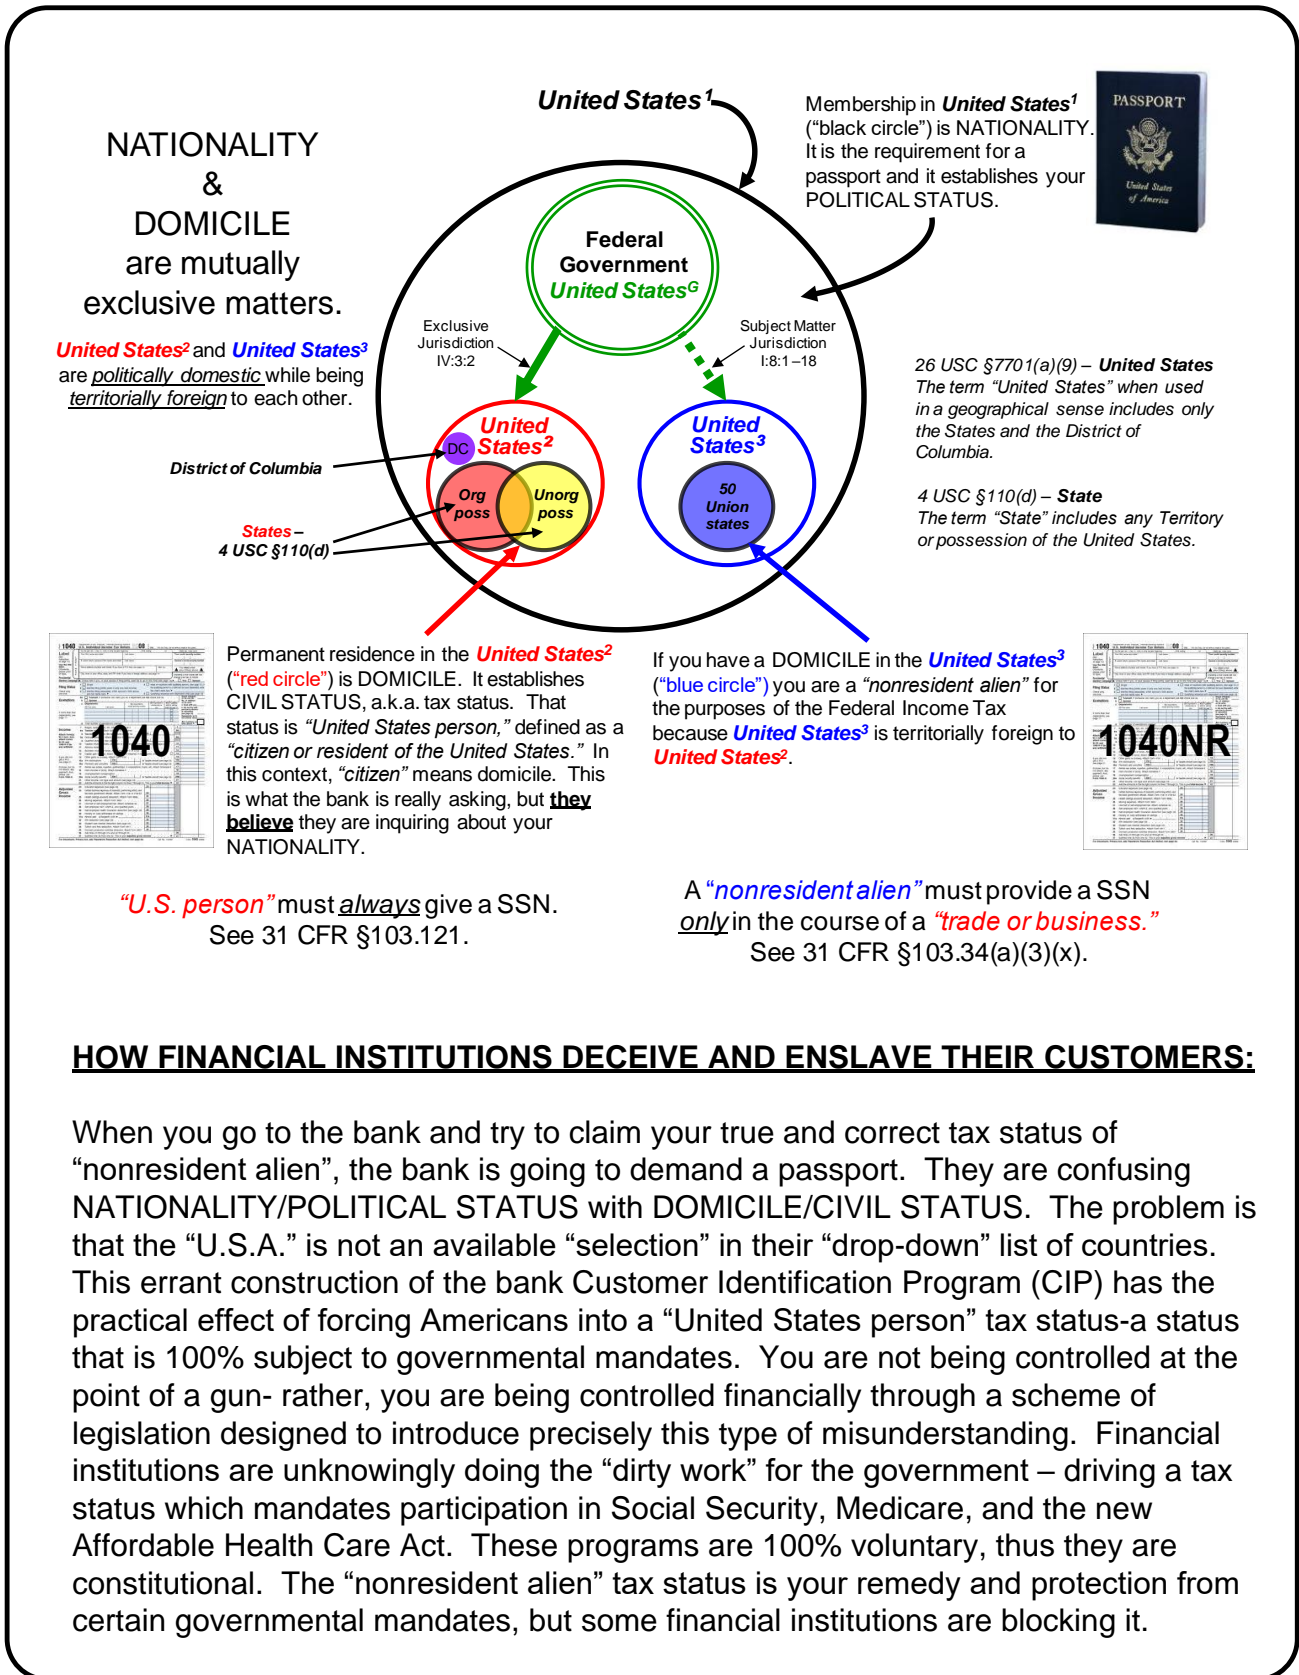 United States¹
NATIONALITY
&
DOMICILE
are mutually
exclusive matters.
United States² and United States³
are politically domestic while being
territorially foreign to each other.
Membership in United States¹
(“black circle”) is NATIONALITY.
It is the requirement for a
passport and it establishes your
POLITICAL STATUS.
PASSPORT
United States
of America
Federal
Government
United Statesᴳ
Exclusive
Jurisdiction
IV:3:2
Subject Matter
Jurisdiction
I:8:1 –18
26 USC §7701(a)(9) – United States
The term “United States” when used
in a geographical sense includes only
the States and the District of
Columbia.
4 USC §110(d) – State
The term “State” includes any Territory
or possession of the United States.
United
States²
DC
Org
poss
Unorg
poss
United
States³
50
Union
states
District of Columbia
States –
4 USC §110(d)
1040
1040
Permanent residence in the United States²
(“red circle”) is DOMICILE. It establishes
CIVIL STATUS, a.k.a. tax status. That
status is “United States person,” defined as a
“citizen or resident of the United States.” In
this context, “citizen” means domicile. This
is what the bank is really asking, but they
believe they are inquiring about your
NATIONALITY.
If you have a DOMICILE in the United States³
(“blue circle”) you are a “nonresident alien” for
the purposes of the Federal Income Tax
because United States³ is territorially foreign to
United States².
1040
1040NR
“U.S. person” must always give a SSN.
See 31 CFR §103.121.
A “nonresident alien” must provide a SSN
only in the course of a “trade or business.”
See 31 CFR §103.34(a)(3)(x).
HOW FINANCIAL INSTITUTIONS DECEIVE AND ENSLAVE THEIR CUSTOMERS:
When you go to the bank and try to claim your true and correct tax status of
“nonresident alien”, the bank is going to demand a passport. They are confusing
NATIONALITY/POLITICAL STATUS with DOMICILE/CIVIL STATUS. The problem is
that the “U.S.A.” is not an available “selection” in their “drop-down” list of countries.
This errant construction of the bank Customer Identification Program (CIP) has the
practical effect of forcing Americans into a “United States person” tax status-a status
that is 100% subject to governmental mandates. You are not being controlled at the
point of a gun- rather, you are being controlled financially through a scheme of
legislation designed to introduce precisely this type of misunderstanding. Financial
institutions are unknowingly doing the “dirty work” for the government – driving a tax
status which mandates participation in Social Security, Medicare, and the new
Affordable Health Care Act. These programs are 100% voluntary, thus they are
constitutional. The “nonresident alien” tax status is your remedy and protection from
certain governmental mandates, but some financial institutions are blocking it.